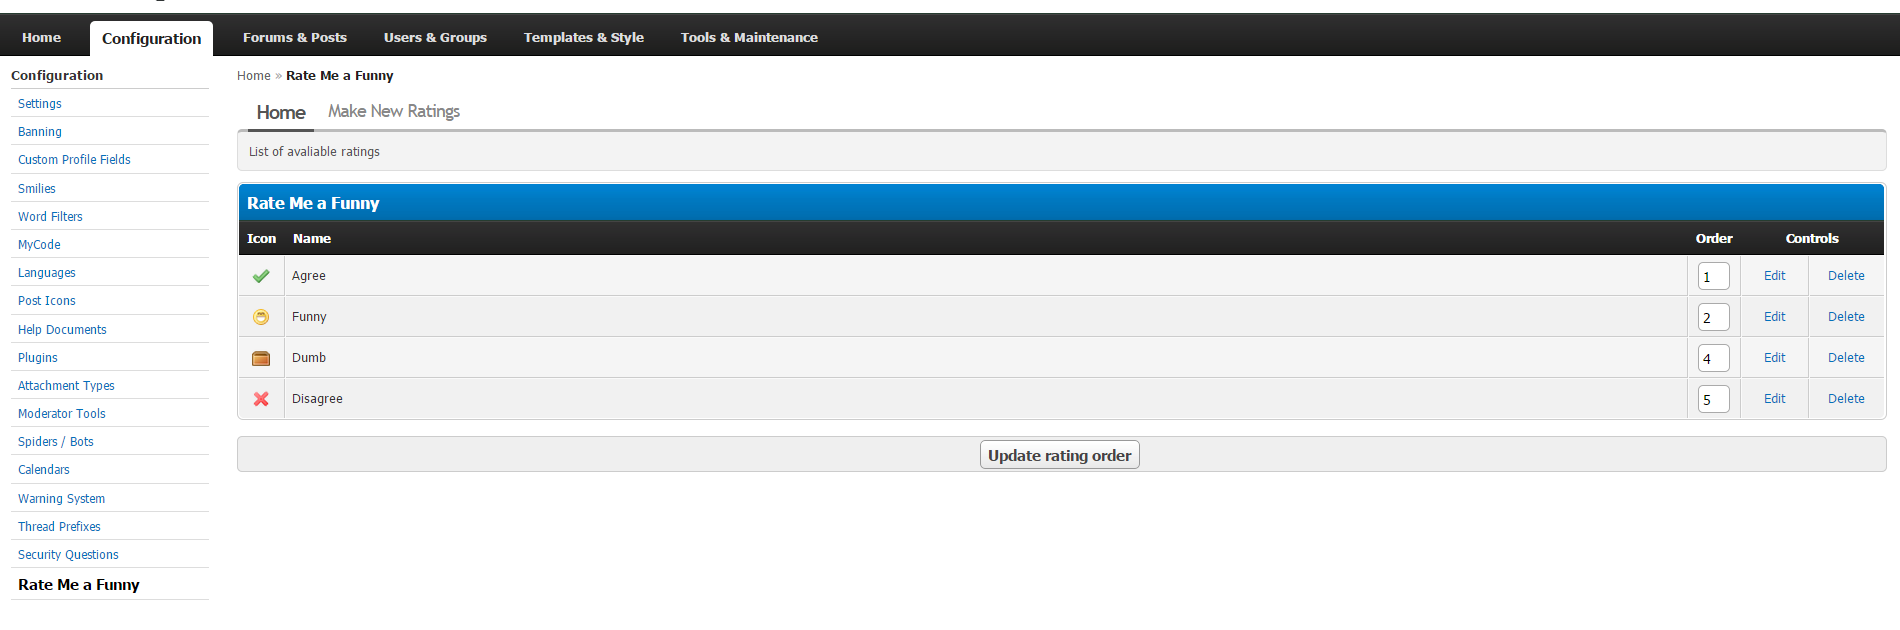 Home Configuration Forums & Posts Users & Groups Templates & Style Tools & Maintenance
Configuration
Settings
Banning
Custom Profile Fields
Smilies
Word Filters
MyCode
Languages
Post Icons
Help Documents
Plugins
Attachment Types
Moderator Tools
Spiders / Bots
Calendars
Warning System
Thread Prefixes
Security Questions
Rate Me a Funny
Home » Rate Me a Funny
Home Make New Ratings
List of avaliable ratings
Rate Me a Funny
Icon Name Order Controls
Agree 1 Edit Delete
Funny 2 Edit Delete
Dumb 4 Edit Delete
Disagree 5 Edit Delete
Update rating order